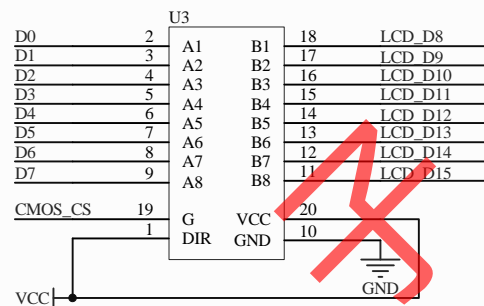 U3
D0 2 A1 B1 18 LCD_D8
D1 3 A2 B2 17 LCD_D9
D2 4 A3 B3 16 LCD_D10
D3 5 A4 B4 15 LCD_D11
D4 6 A5 B5 14 LCD_D12
D5 7 A6 B6 13 LCD_D13
D6 8 A7 B7 12 LCD_D14
D7 9 A8 B8 11 LCD_D15
CMOS_CS 19 G VCC 20
1 DIR GND 10
GND
VCC